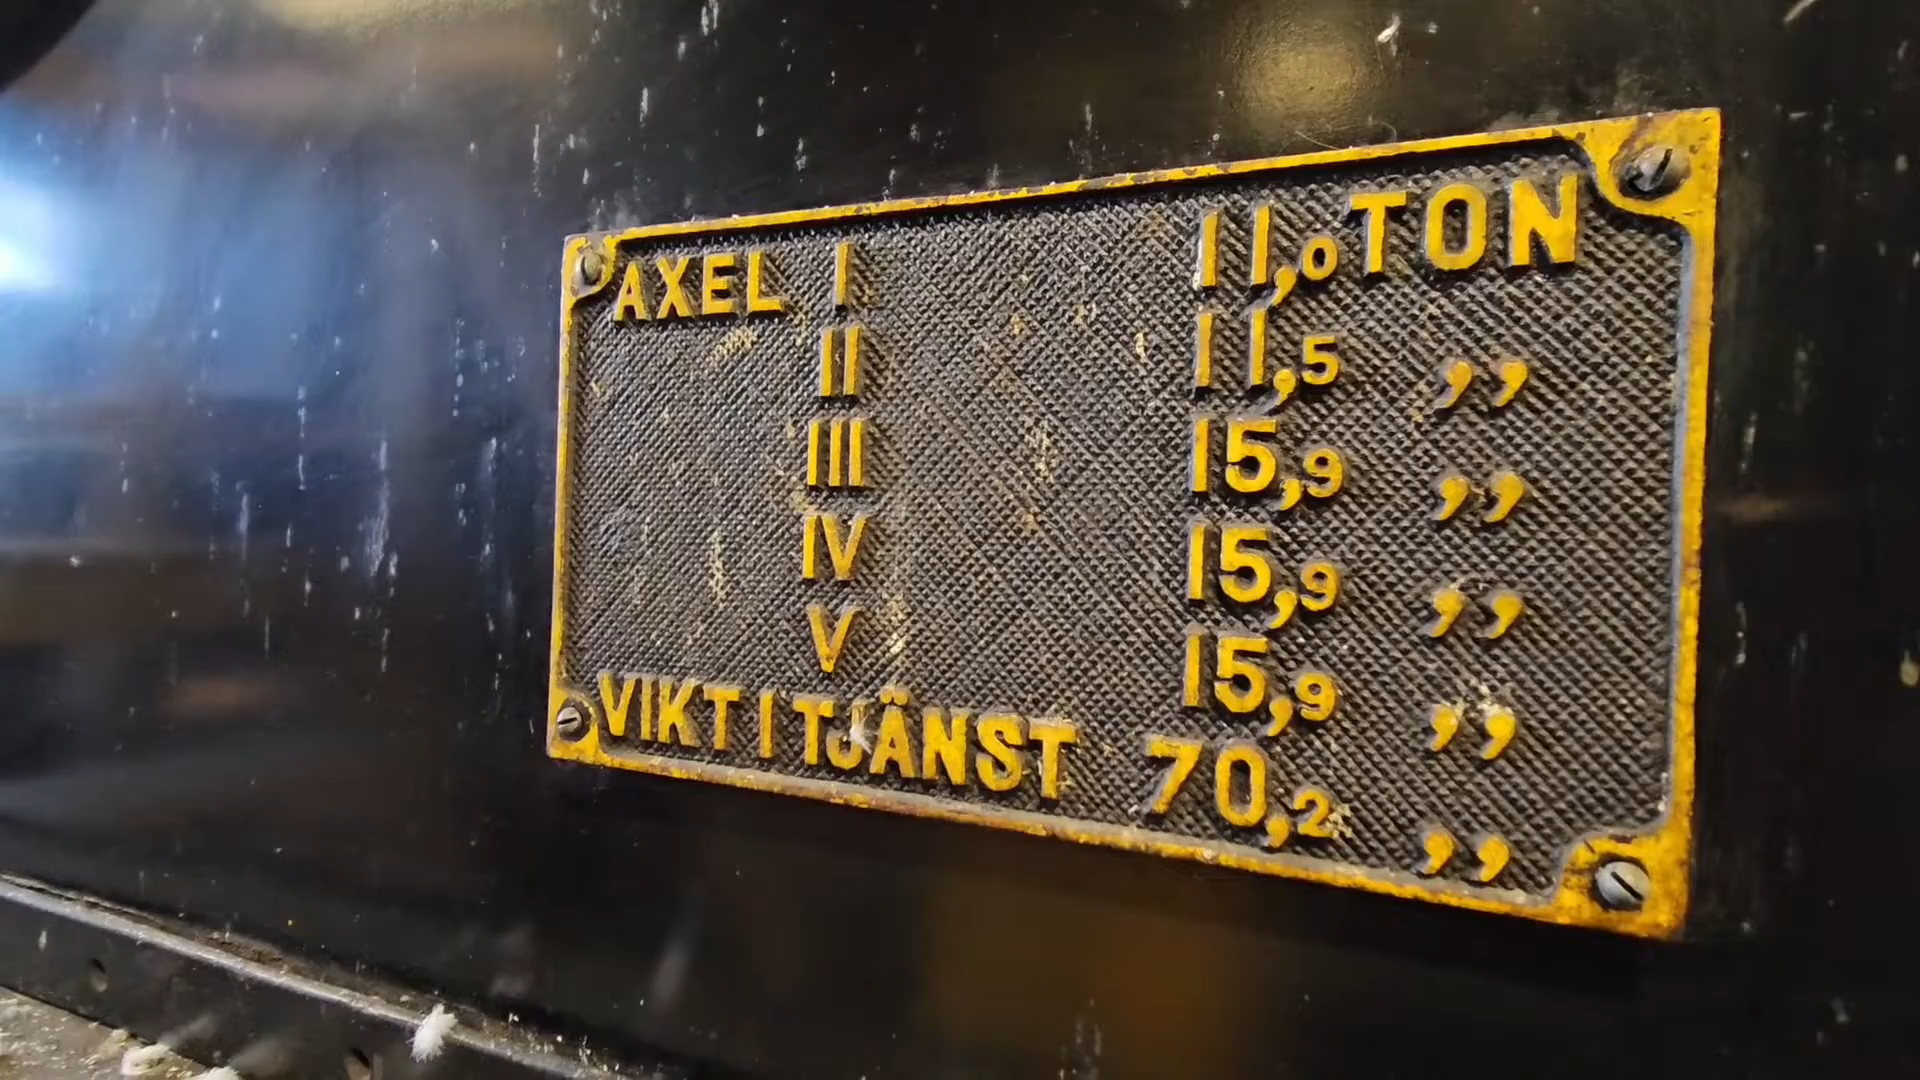 AXEL I 11,0 TON
II 11,5 ,,
III 15,9 ,,
IV 15,9 ,,
V 15,9 ,,
VIKT I TJÄNST 70,2 ,,